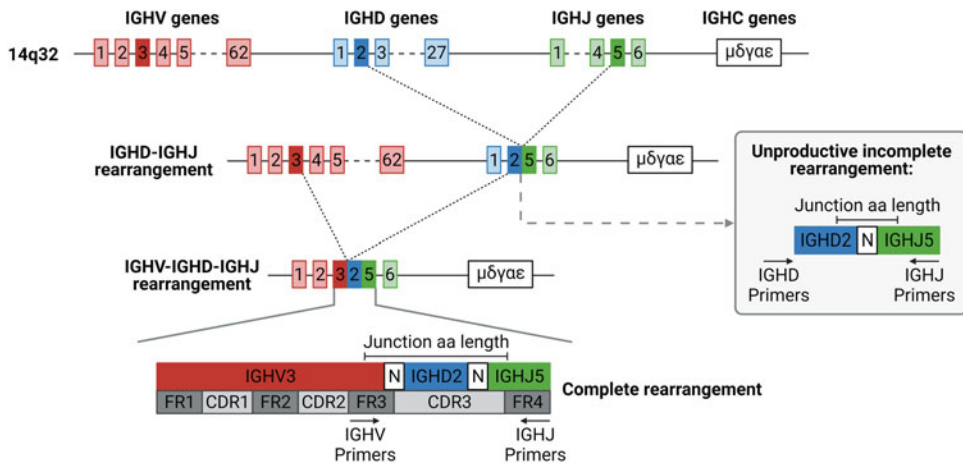 IGHV genes IGHD genes IGHJ genes IGHC genes
14q32 1 2 3 4 5 62 1 2 3 27 1 4 5 6 μδγαε
IGHD-IGHJ
rearrangement
1 2 3 4 5 62 1 2 5 6 μδγαε
Unproductive incomplete
rearrangement:
Junction aa length
IGHD2 N IGHJ5
IGHD
Primers
IGHJ
Primers
IGHV-IGHD-IGHJ
rearrangement
1 2 3 2 5 6 μδγαε
Junction aa length
IGHV3 N IGHD2 N IGHJ5
FR1 CDR1 FR2 CDR2 FR3 CDR3 FR4
Complete rearrangement
IGHV
Primers
IGHJ
Primers